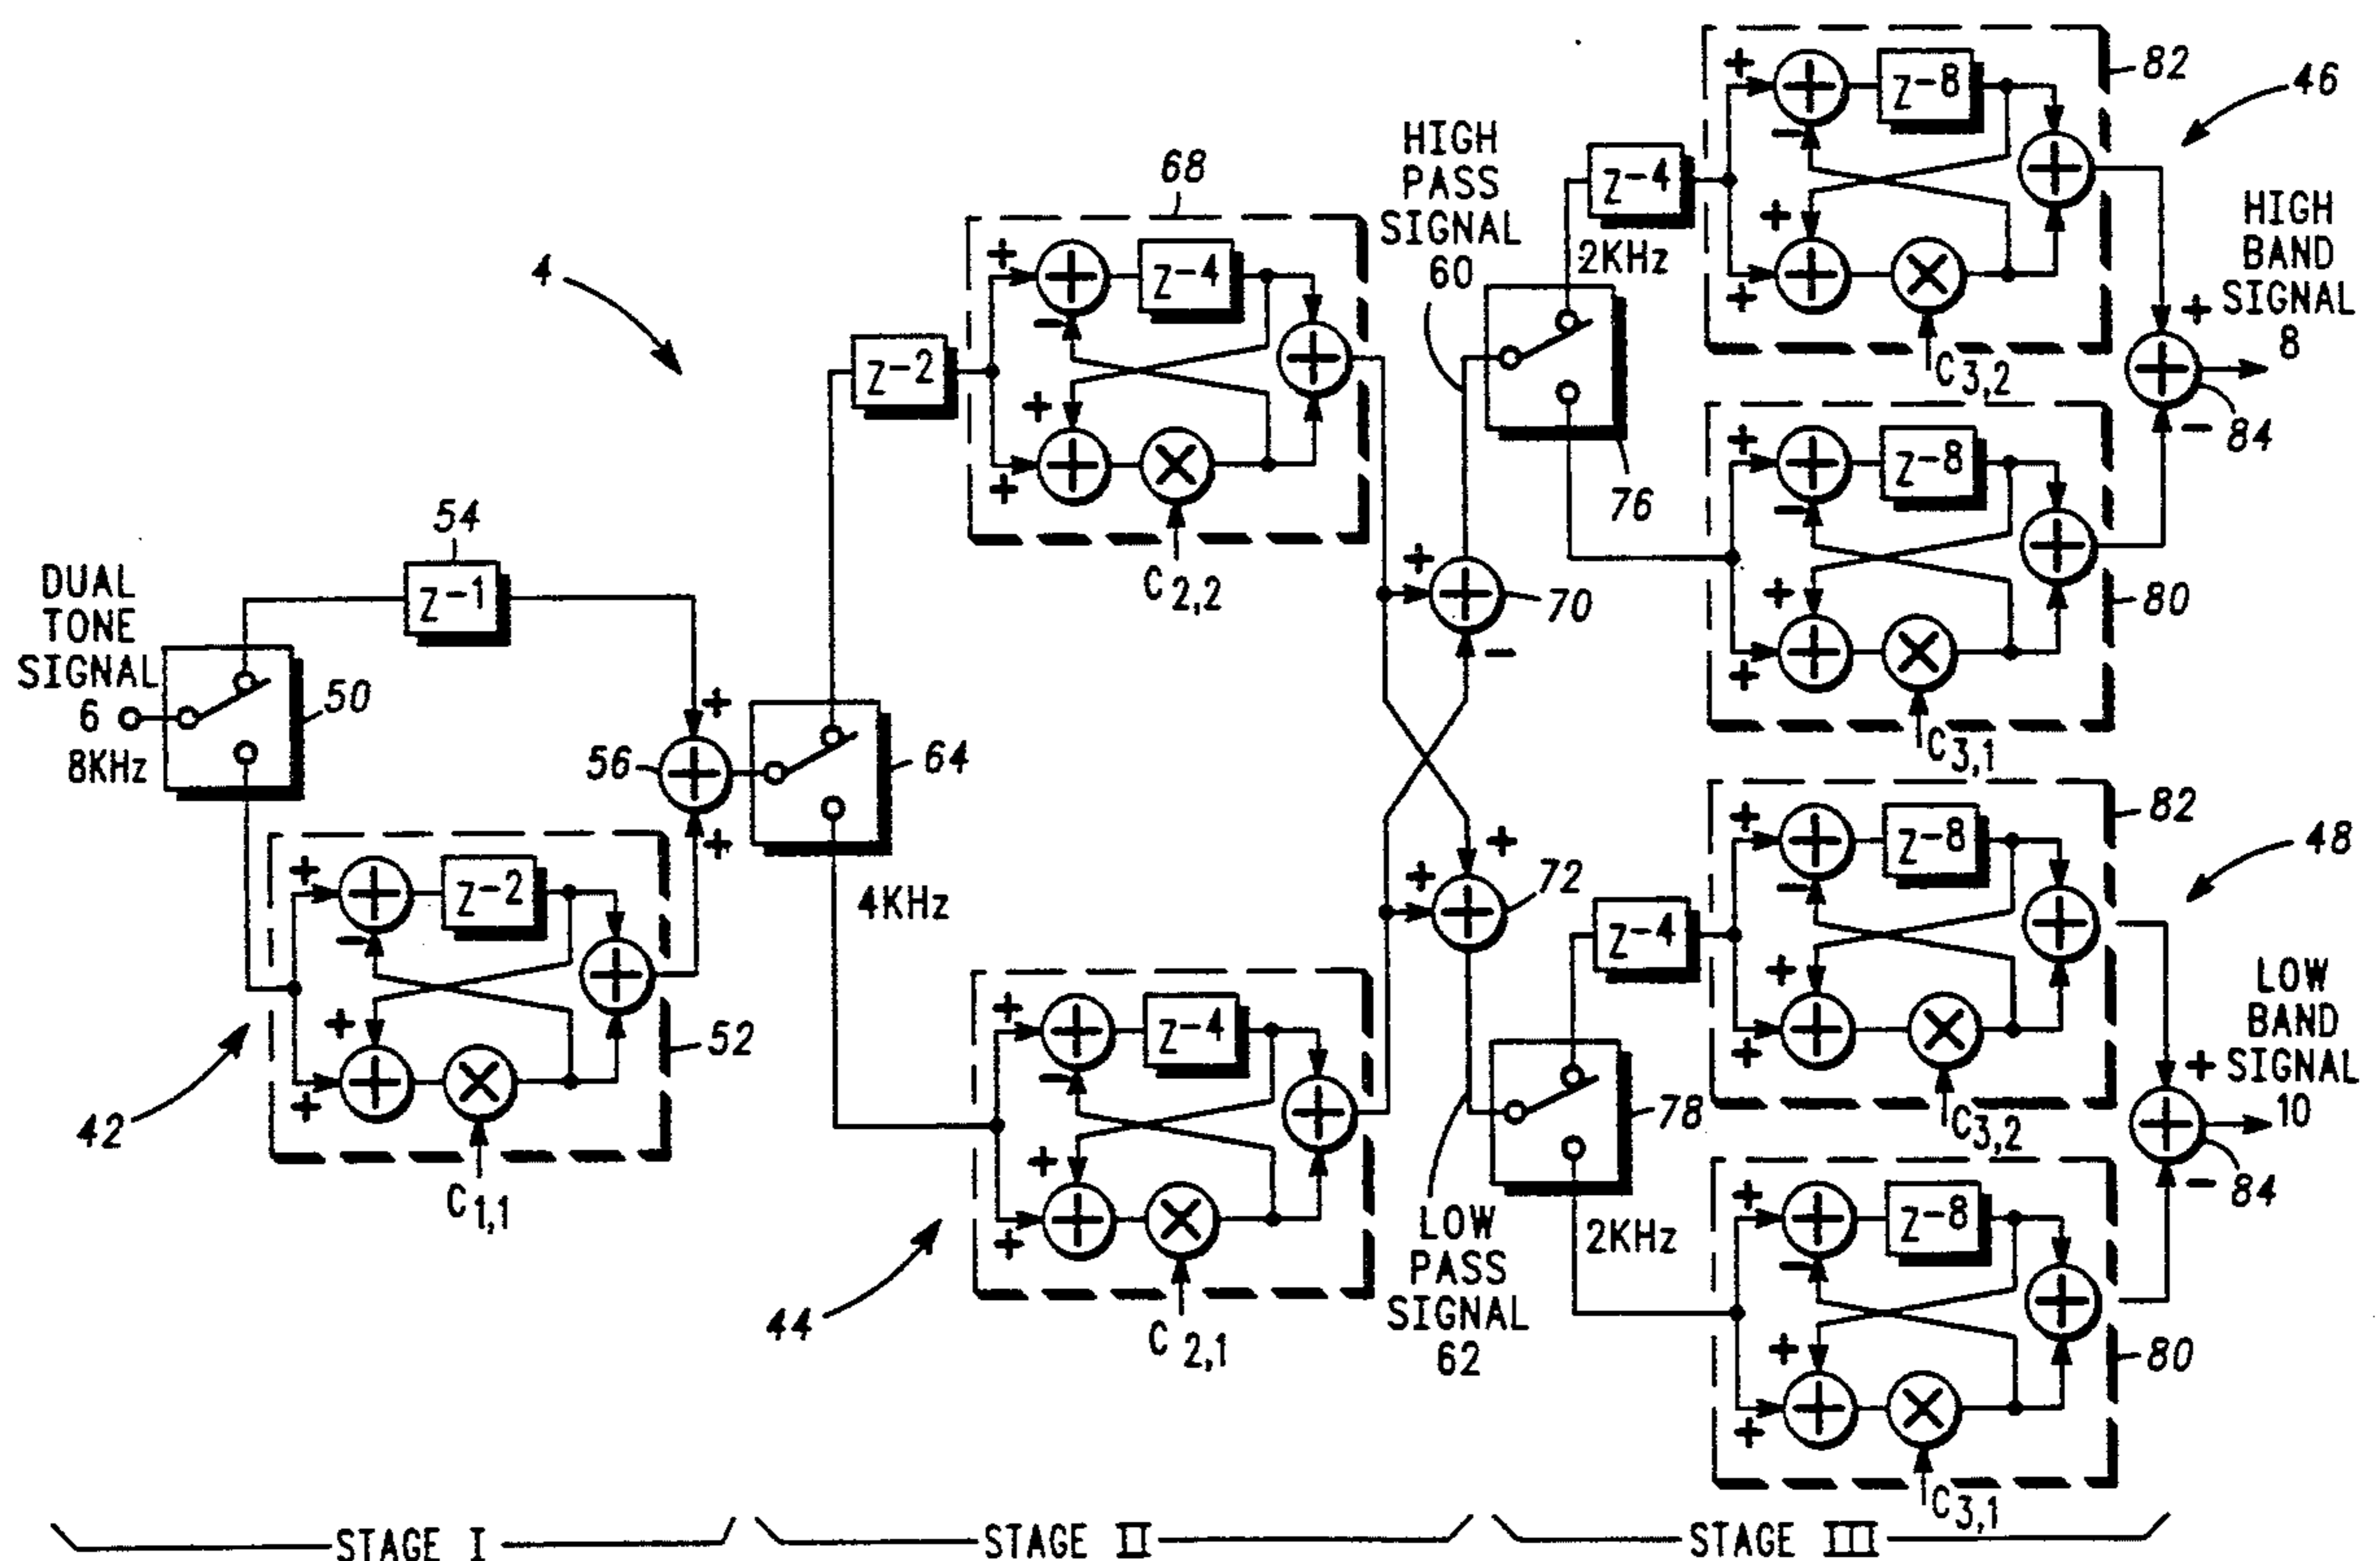 82
46
Z-8
+
+
-
+
HIGH
PASS
SIGNAL
60
Z-4
2KHz
C3,2
HIGH
BAND
SIGNAL
8
+
-
84
68
4
Z-4
+
-
+
+
C2,2
Z-2
76
Z-8
+
-
+
+
80
C3,1
54
Z-1
DUAL
TONE
SIGNAL
6
8KHz
50
+
56
+
64
4KHz
+
70
-
+
+
72
Z-2
+
-
+
+
52
42
C1,1
Z-4
+
-
+
+
44
C2,1
82
48
Z-8
+
-
+
+
Z-4
C3,2
78
2KHz
LOW
PASS
SIGNAL
62
LOW
BAND
SIGNAL
10
+
-
84
Z-8
+
-
+
+
80
C3,1
STAGE I
STAGE II
STAGE III